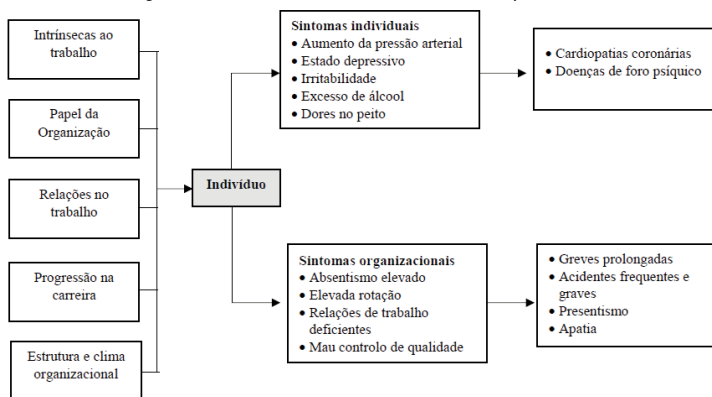 Intrínsecas ao
trabalho
Papel da
Organização
Relações no
trabalho
Progressão na
carreira
Estrutura e clima
organizacional
Indivíduo
Sintomas individuais
• Aumento da pressão arterial
• Estado depressivo
• Irritabilidade
• Excesso de álcool
• Dores no peito
• Cardiopatias coronárias
• Doenças de foro psíquico
Sintomas organizacionais
• Absentismo elevado
• Elevada rotação
• Relações de trabalho
deficientes
• Mau controlo de qualidade
• Greves prolongadas
• Acidentes frequentes e
graves
• Presentismo
• Apatia